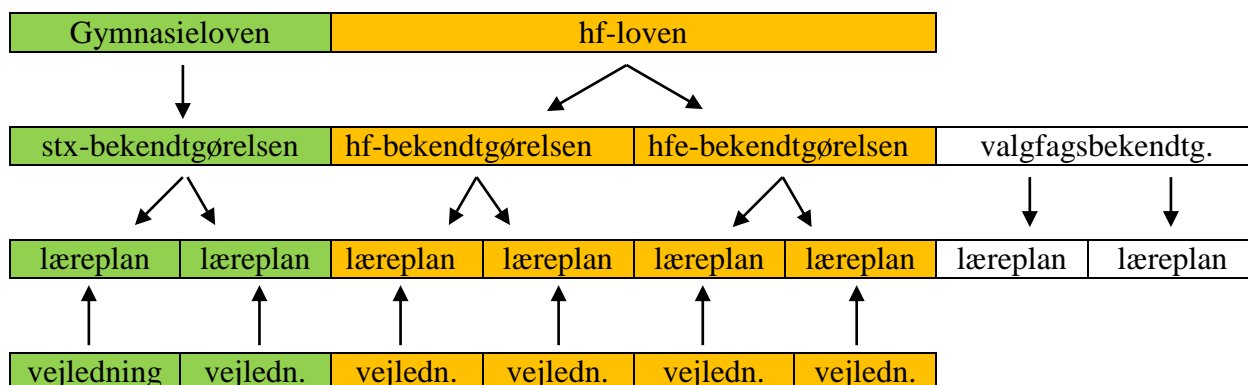 Gymnasieloven hf-loven
stx-bekendtgørelsen hf-bekendtgørelsen hfe-bekendtgørelsen valgfagsbekendtg.
læreplan læreplan læreplan læreplan læreplan læreplan læreplan læreplan
vejledning vejledn. vejledn. vejledn. vejledn. vejledn.